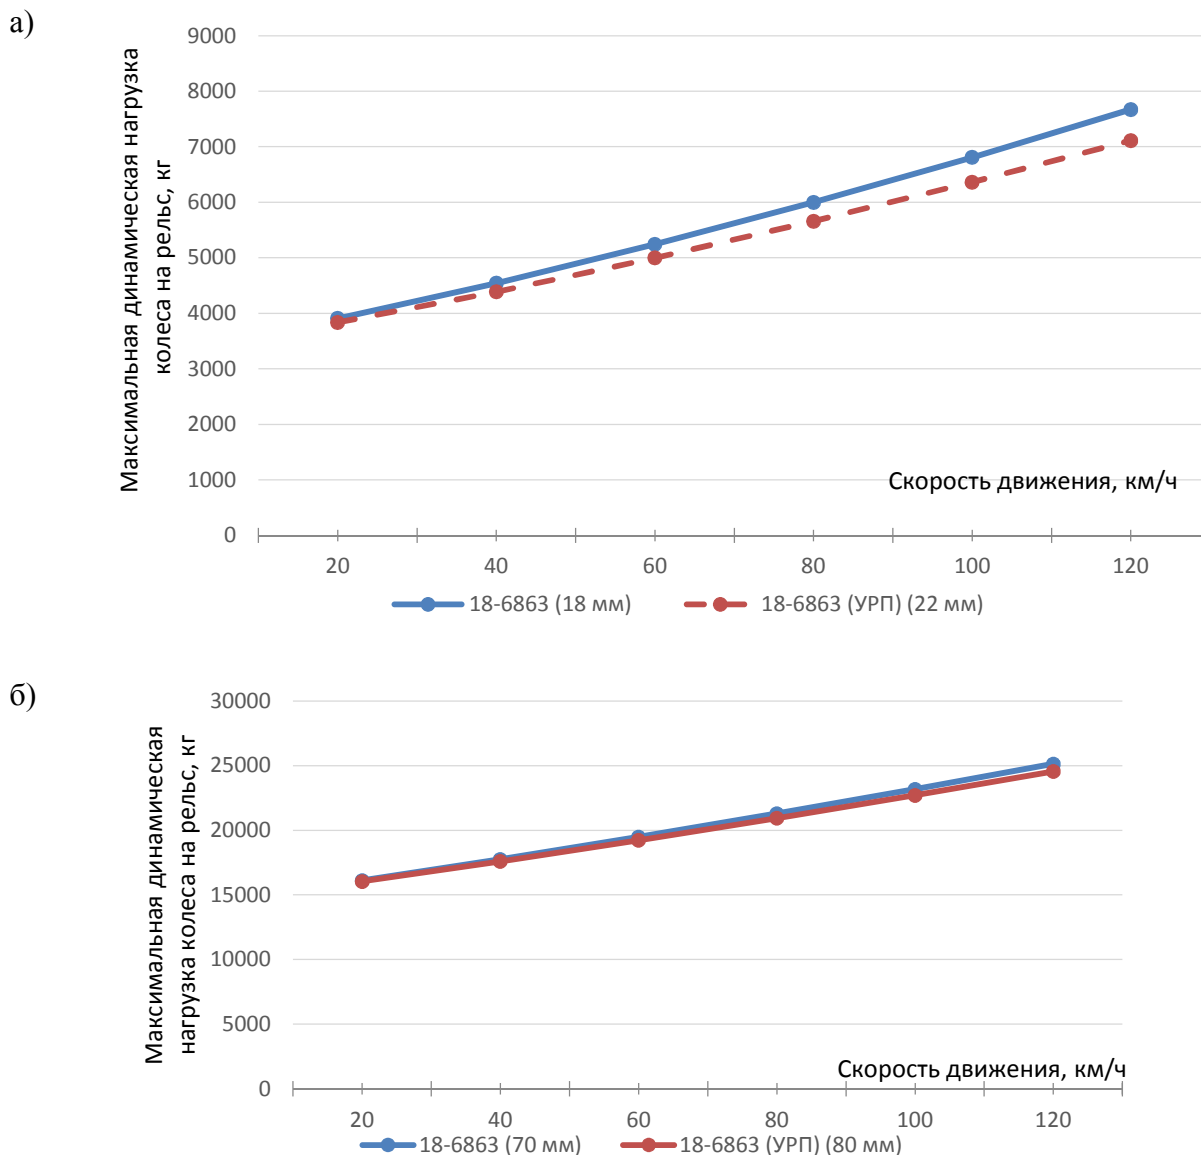 а)
Максимальная динамическая нагрузка
колеса на рельс, кг
9000
8000
7000
6000
5000
4000
3000
2000
1000
0
Скорость движения, км/ч
20 40 60 80 100 120
18-6863 (18 мм) 18-6863 (УРП) (22 мм)
б)
Максимальная динамическая
нагрузка колеса на рельс, кг
30000
25000
20000
15000
10000
5000
0
Скорость движения, км/ч
20 40 60 80 100 120
18-6863 (70 мм) 18-6863 (УРП) (80 мм)